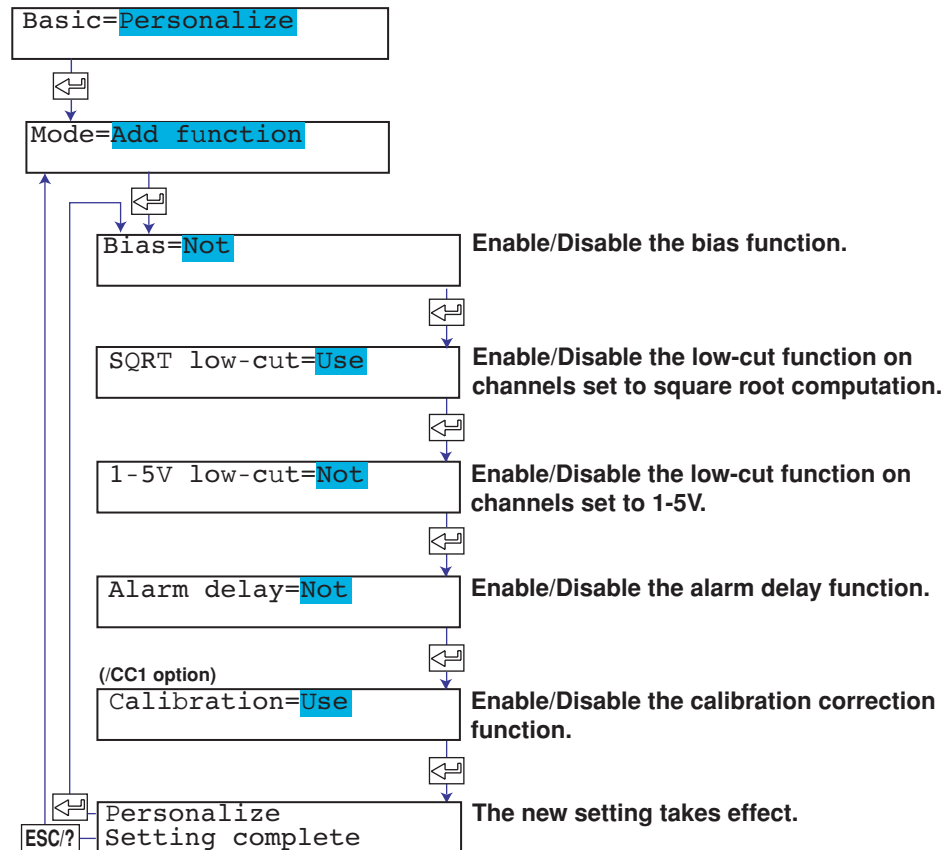 Basic=Personalize
Mode=Add function
Bias=Not
Enable/Disable the bias function.
SQRT low-cut=Use
Enable/Disable the low-cut function on
channels set to square root computation.
1-5V low-cut=Not
Enable/Disable the low-cut function on
channels set to 1-5V.
Alarm delay=Not
Enable/Disable the alarm delay function.
(/CC1 option)
Calibration=Use
Enable/Disable the calibration correction
function.
Personalize
Setting complete
The new setting takes effect.
ESC/?